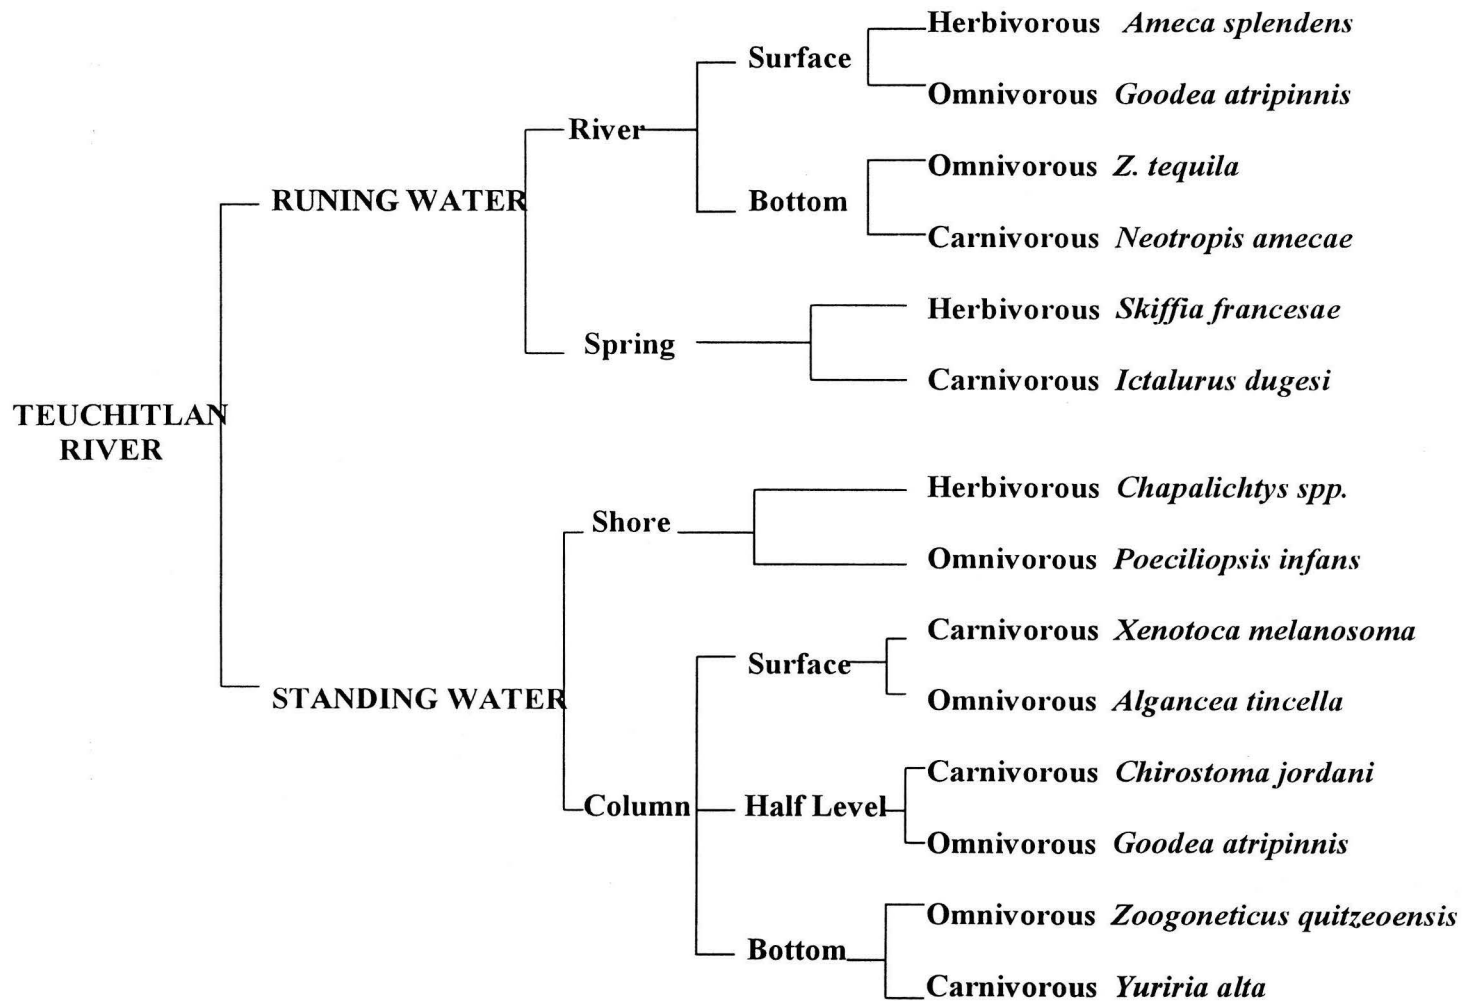 Herbivorous Ameca splendens
Surface
Omnivorous Goodea atripinnis
River
Omnivorous Z. tequila
RUNING WATER
Bottom
Carnivorous Neotropis amecae
Herbivorous Skiffia francesae
Spring
Carnivorous Ictalurus dugesi
TEUCHITLAN
RIVER
Herbivorous Chapalichtys spp.
Shore
Omnivorous Poeciliopsis infans
Carnivorous Xenotoca melanosoma
Surface
STANDING WATER
Omnivorous Algancea tincella
Carnivorous Chirostoma jordani
Column
Half Level
Omnivorous Goodea atripinnis
Omnivorous Zoogoneticus quitzeoensis
Bottom
Carnivorous Yuriria alta